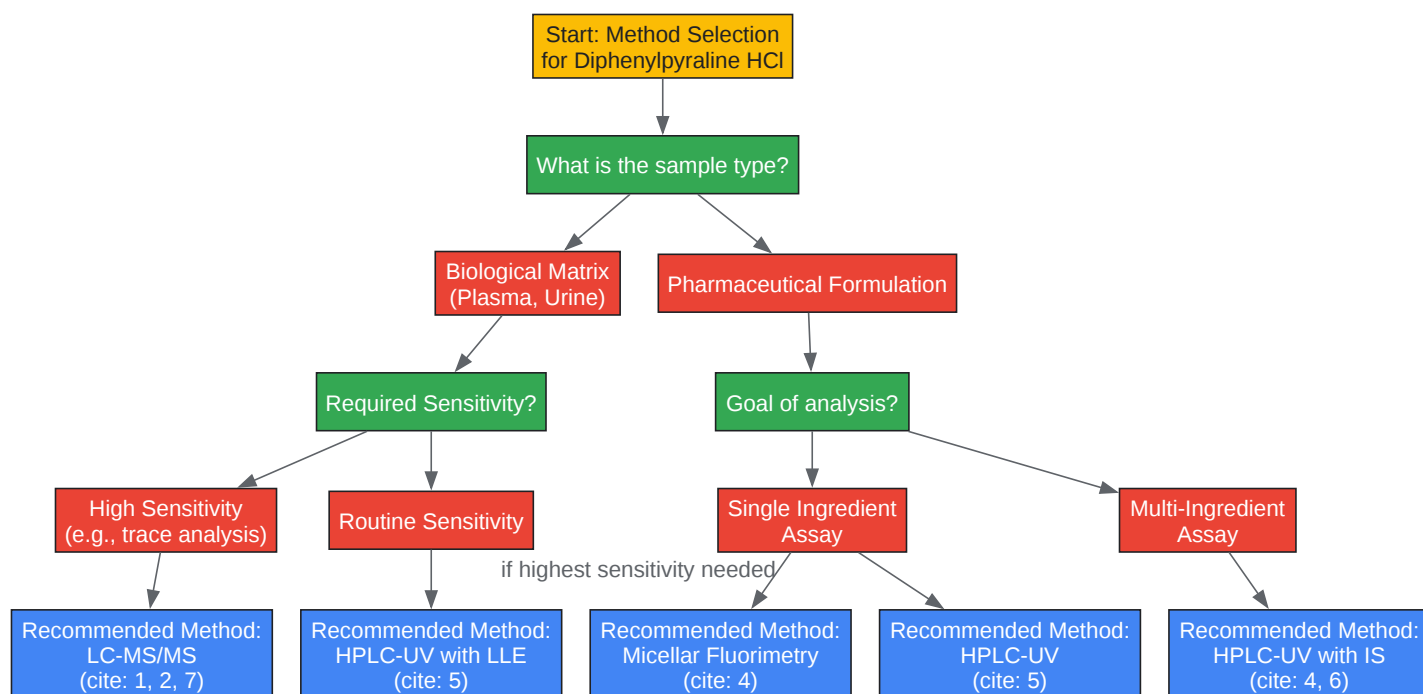 Start: Method Selection
for Diphenylpyraline HCl
What is the sample type?
Biological Matrix
(Plasma, Urine)
Pharmaceutical Formulation
Required Sensitivity?
Goal of analysis?
High Sensitivity
(e.g., trace analysis)
Routine Sensitivity
Single Ingredient
Assay
Multi-Ingredient
Assay
if highest sensitivity needed
Recommended Method:
LC-MS/MS
(cite: 1, 2, 7)
Recommended Method:
HPLC-UV with LLE
(cite: 5)
Recommended Method:
Micellar Fluorimetry
(cite: 4)
Recommended Method:
HPLC-UV
(cite: 5)
Recommended Method:
HPLC-UV with IS
(cite: 4, 6)